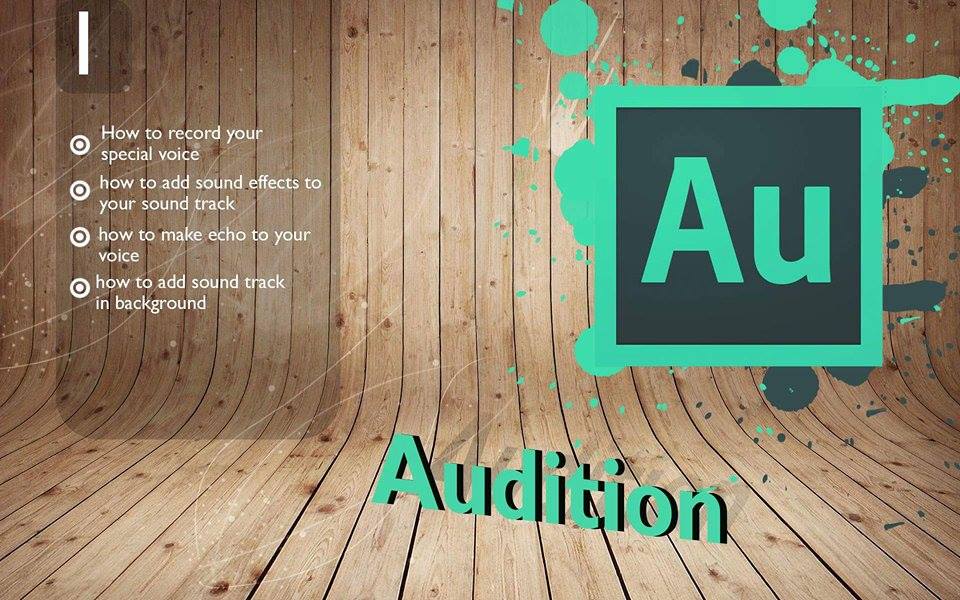 I
How to record your
special voice
how to add sound effects to
your sound track
how to make echo to your
voice
how to add sound track
in background
Au
Audition